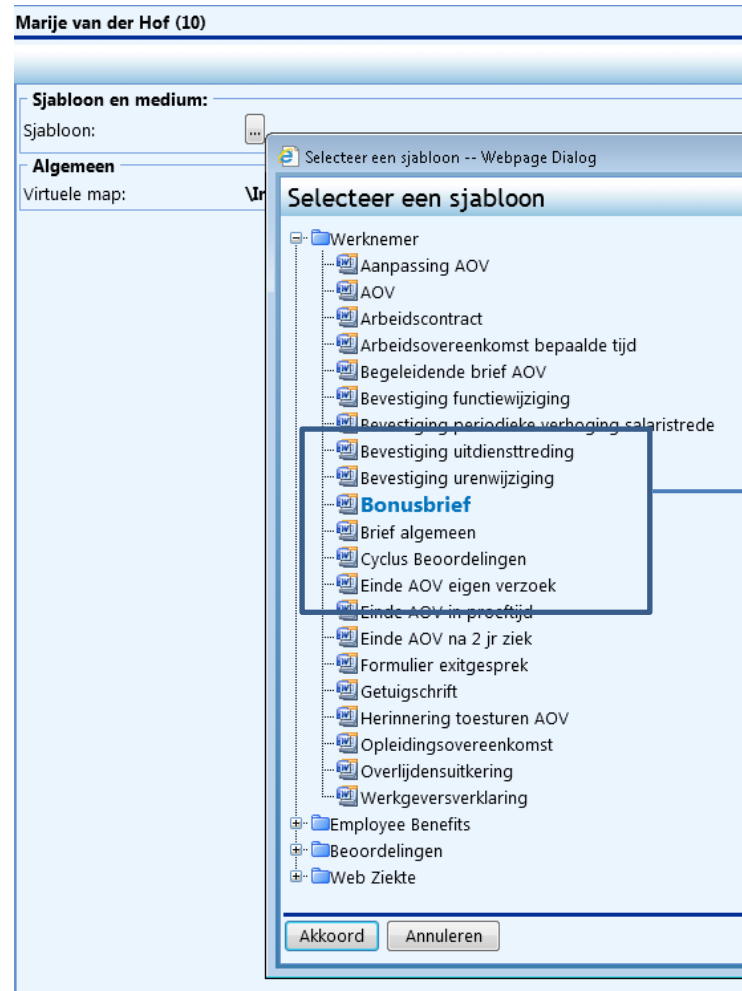 Marije van der Hof (10)
Sjabloon en medium:
Sjabloon:
...
Algemeen
Virtuele map:
Selecteer een sjabloon -- Webpage Dialog
Selecteer een sjabloon
Werknemer
Aanpassing AOV
AOV
Arbeidscontract
Arbeidsovereenkomst bepaalde tijd
Begeleidende brief AOV
Bevestiging functiewijziging
Bevestiging periodieke verhoging salaristrede
Bevestiging uitdiensttreding
Bevestiging urenwijziging
Bonusbrief
Brief algemeen
Cyclus Beoordelingen
Einde AOV eigen verzoek
Einde AOV in proeftijd
Einde AOV na 2 jr ziek
Formulier exitgesprek
Getuigschrift
Herinnering toesturen AOV
Opleidingsovereenkomst
Overlijdensuitkering
Werkgeversverklaring
Employee Benefits
Beoordelingen
Web Ziekte
Akkoord Annuleren